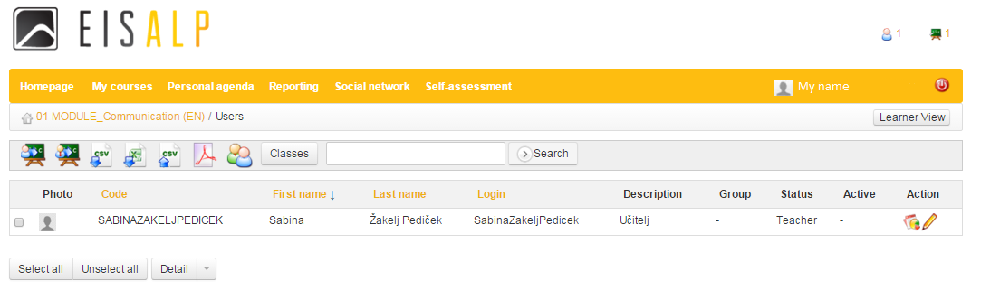 EISALP
1 1
Homepage My courses Personal agenda Reporting Social network Self-assessment My name
01 MODULE_Communication (EN) / Users Learner View
C C CSV CSV Classes Search
Photo Code First name ↓ Last name Login Description Group Status Active Action
SABINAZAKELJPEDICEK Sabina Žakelj Pediček SabinaZakeljPedicek Učitelj - Teacher -
Select all Unselect all Detail